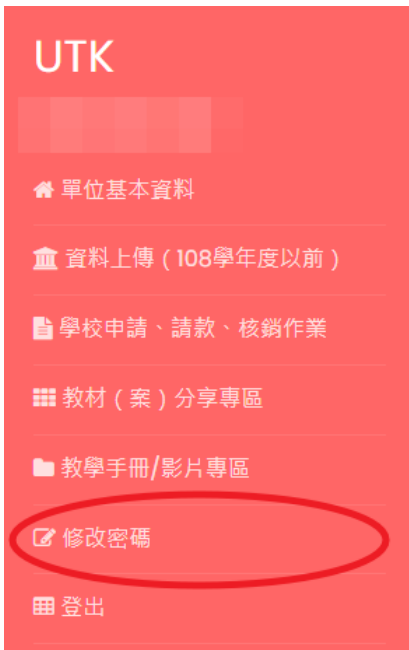 UTK
單位基本資料
資料上傳(108學年度以前)
學校申請、請款、核銷作業
教材(案)分享專區
教學手冊/影片專區
修改密碼
登出